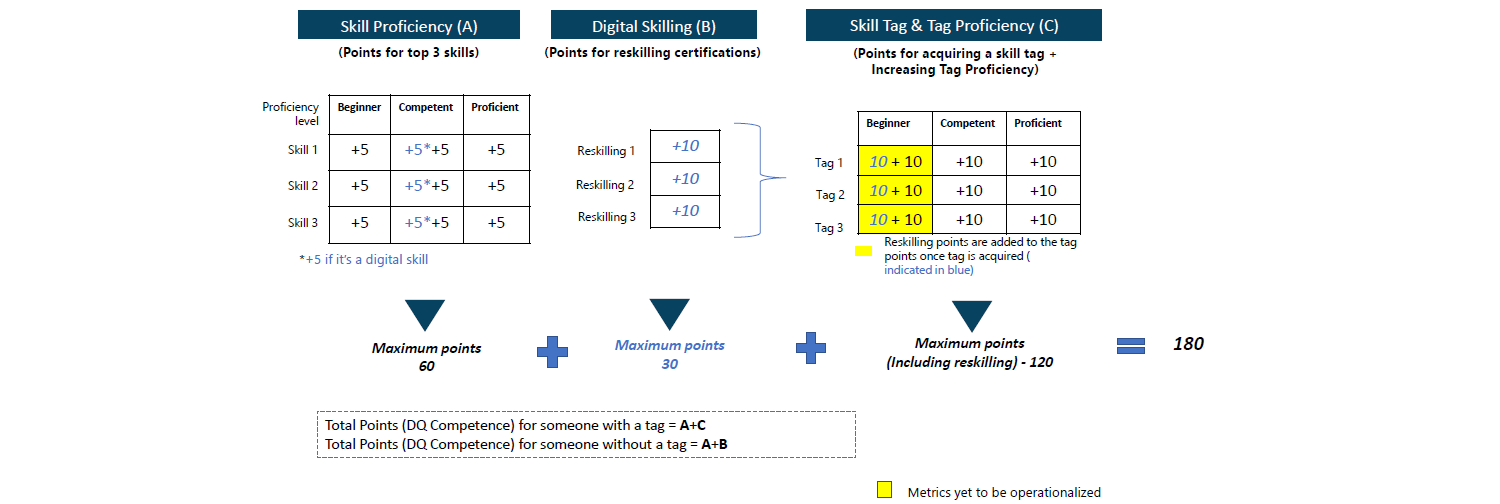 Skill Proficiency (A)
(Points for top 3 skills)
Digital Skilling (B)
(Points for reskilling certifications)
Skill Tag & Tag Proficiency (C)
(Points for acquiring a skill tag +
Increasing Tag Proficiency)
Proficiency
level
Beginner Competent Proficient
Skill 1 +5 +5*+5 +5
Skill 2 +5 +5*+5 +5
Skill 3 +5 +5*+5 +5
*+5 if it's a digital skill
Reskilling 1 +10
Reskilling 2 +10
Reskilling 3 +10
Beginner Competent Proficient
Tag 1 10 + 10 +10 +10
Tag 2 10 + 10 +10 +10
Tag 3 10 + 10 +10 +10
Reskilling points are added to the tag
points once tag is acquired (
indicated in blue)
Maximum points
60
Maximum points
30
Maximum points
(Including reskilling) - 120
180
Total Points (DQ Competence) for someone with a tag = A+C
Total Points (DQ Competence) for someone without a tag = A+B
Metrics yet to be operationalized